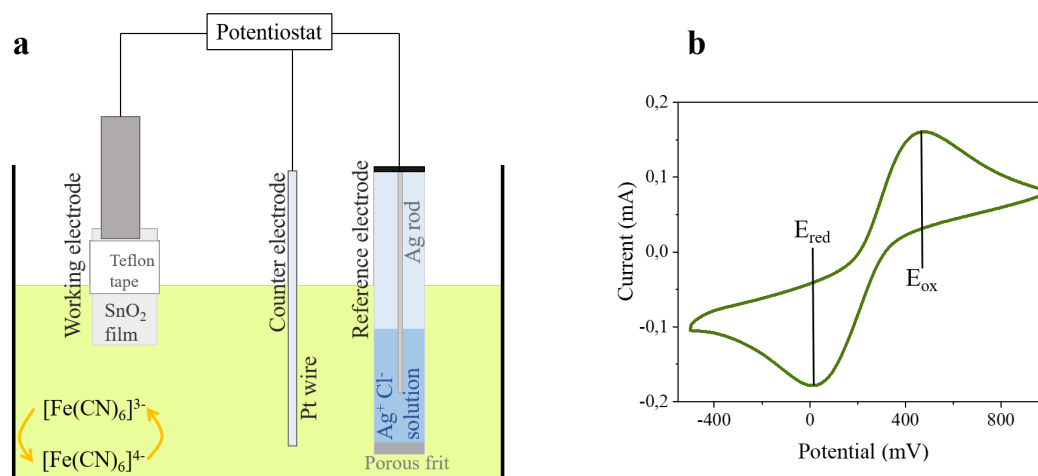 a
Potentiostat
Working electrode
Teflon
tape
SnO₂
film
Counter electrode
Pt wire
Reference electrode
Ag rod
Ag⁺ Cl⁻
solution
Porous frit
[Fe(CN)₆]³⁻
[Fe(CN)₆]⁴⁻
b
0,2
0,1
0,0
-0,1
-0,2
Current (mA)
E_red
E_ox
-400
0
400
800
Potential (mV)